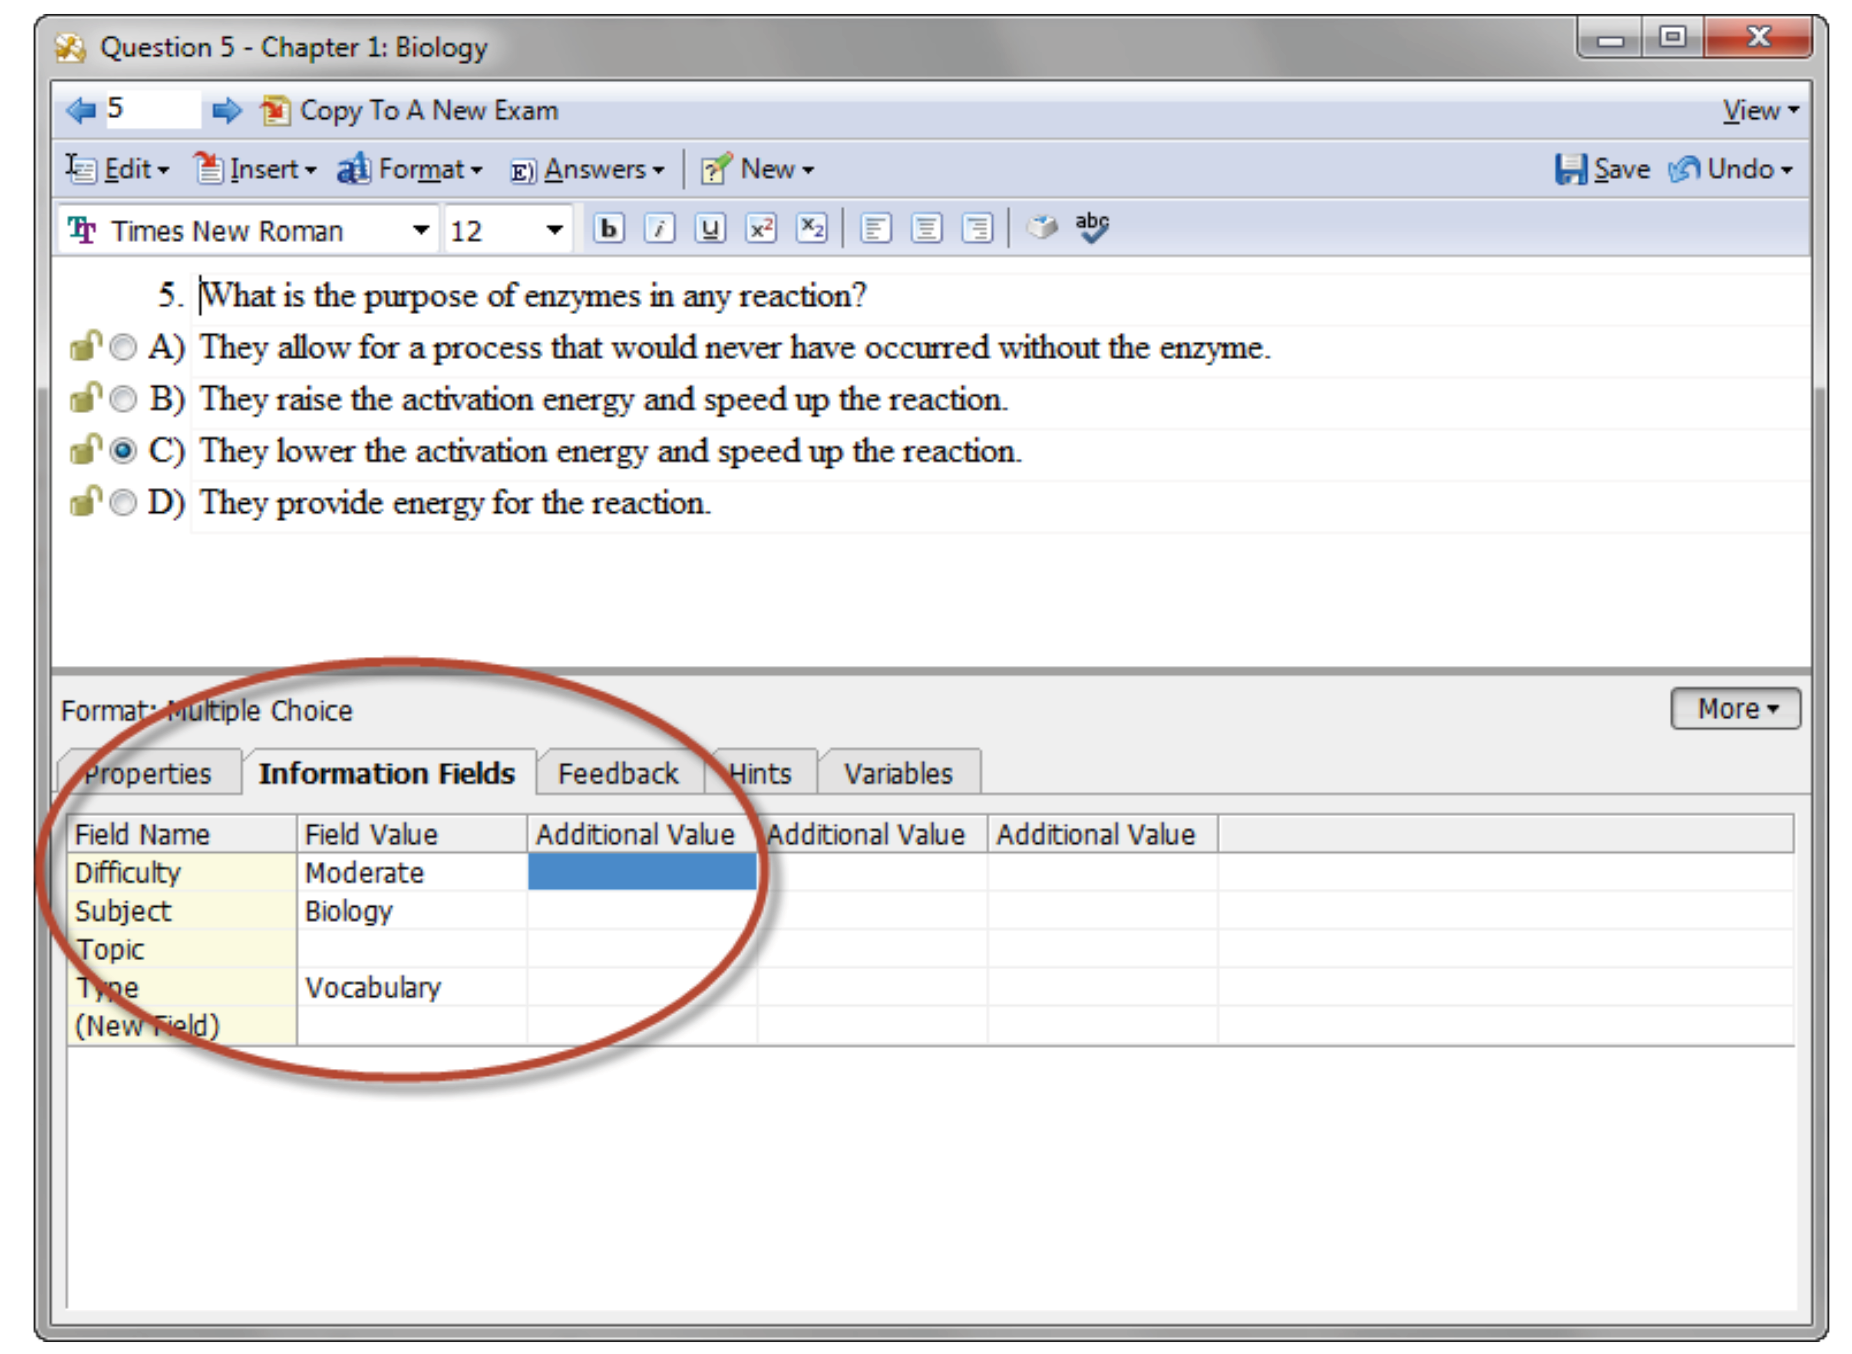 Question 5 - Chapter 1: Biology
5 Copy To A New Exam View
Edit Insert Format E) Answers New Save Undo
Tr Times New Roman 12 b i u x² x₂ abc
5. What is the purpose of enzymes in any reaction?
A) They allow for a process that would never have occurred without the enzyme.
B) They raise the activation energy and speed up the reaction.
C) They lower the activation energy and speed up the reaction.
D) They provide energy for the reaction.
Format: Multiple Choice More
Properties Information Fields Feedback Hints Variables
Field Name Field Value Additional Value Additional Value Additional Value
Difficulty Moderate
Subject Biology
Topic
Type Vocabulary
(New Field)